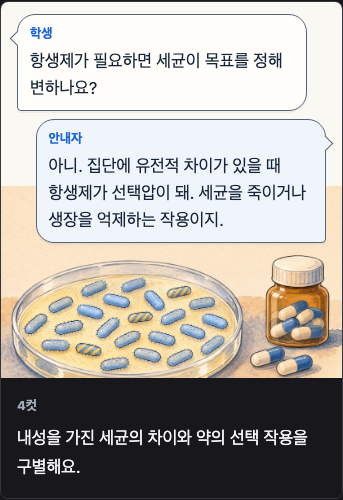 학생
항생제가 필요하면 세균이 목표를 정해
변하나요?
안내자
아니. 집단에 유전적 차이가 있을 때
항생제가 선택압이 돼. 세균을 죽이거나
생장을 억제하는 작용이지.
4컷
내성을 가진 세균의 차이와 약의 선택 작용을
구별해요.